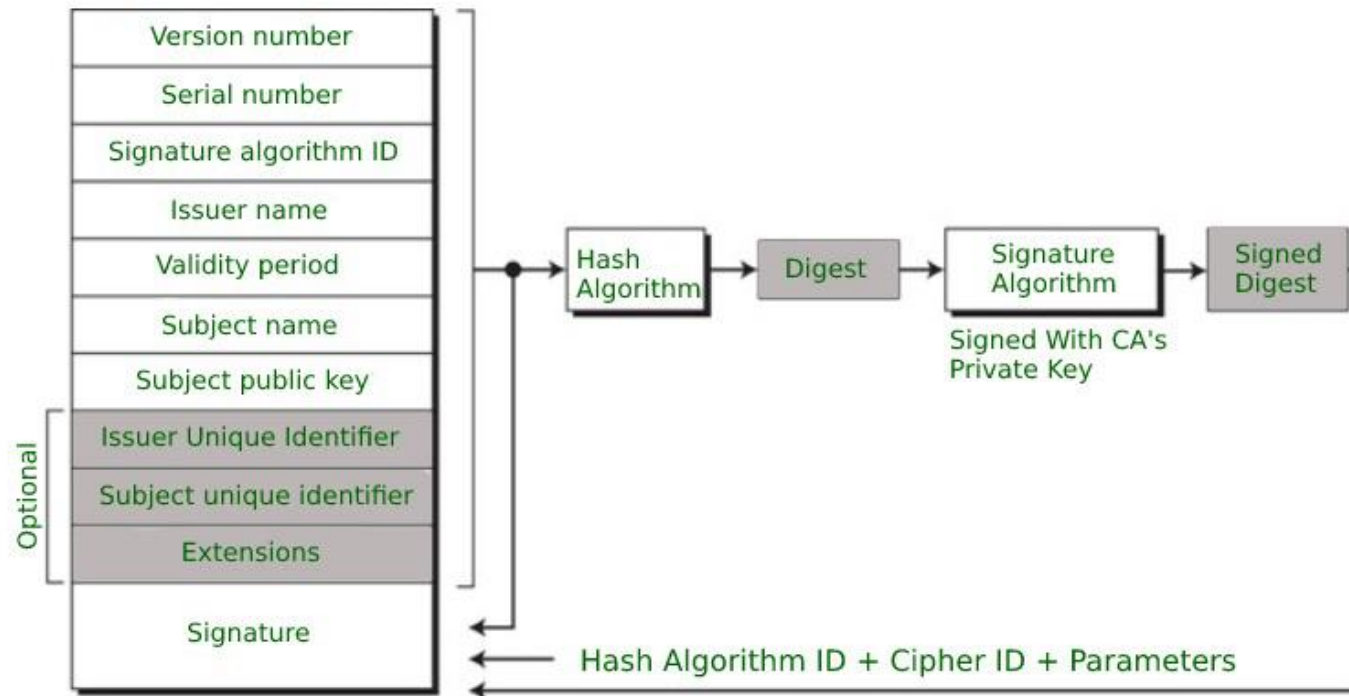 Version number
Serial number
Signature algorithm ID
Issuer name
Validity period
Subject name
Subject public key
Optional
Issuer Unique Identifier
Subject unique identifier
Extensions
Signature
Hash
Algorithm
Digest
Signature
Algorithm
Signed With CA's
Private Key
Signed
Digest
Hash Algorithm ID + Cipher ID + Parameters